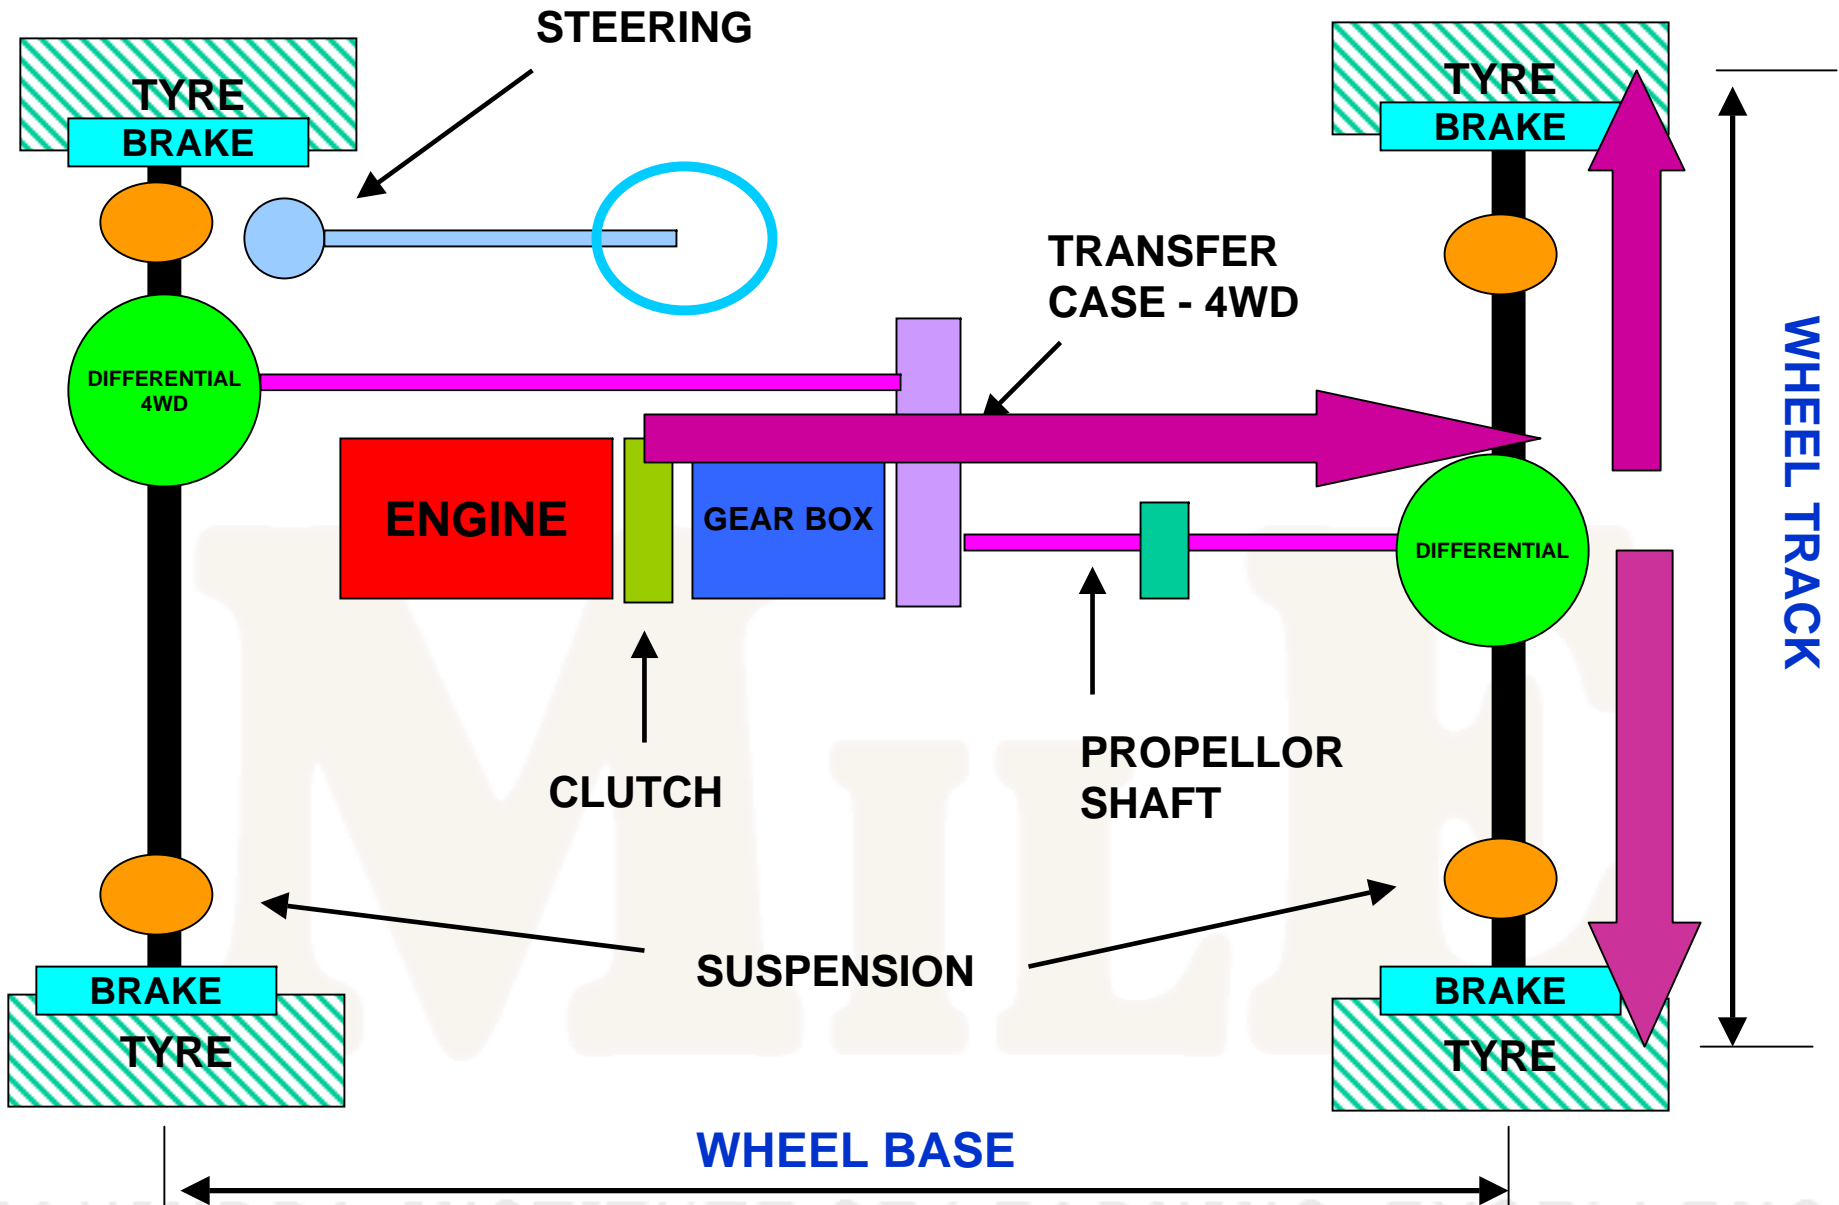 STEERING
TYRE
BRAKE
TYRE
BRAKE
TRANSFER
CASE - 4WD
DIFFERENTIAL
4WD
WHEEL TRACK
ENGINE
GEAR BOX
DIFFERENTIAL
CLUTCH
PROPELLOR
SHAFT
SUSPENSION
BRAKE
TYRE
BRAKE
TYRE
WHEEL BASE
MILE